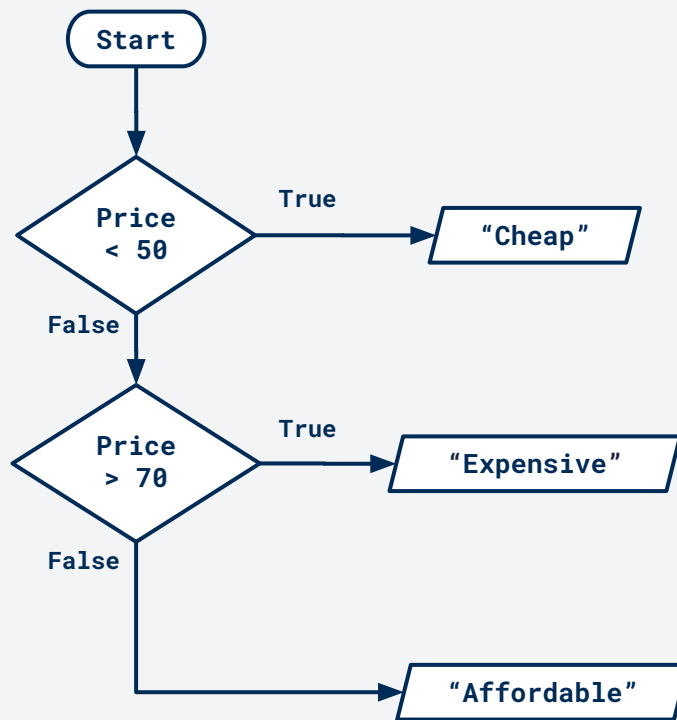 Start
Price
< 50
True
“Cheap”
False
Price
> 70
True
“Expensive”
False
“Affordable”